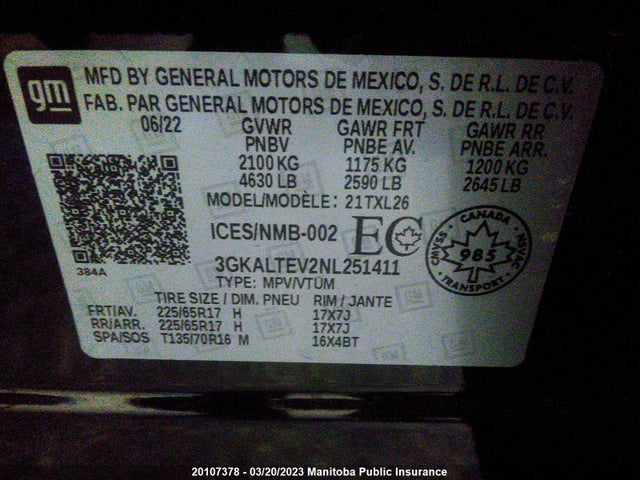 gm
MFD BY GENERAL MOTORS DE MEXICO, S. DE R.L. DE C.V.
FAB. PAR GENERAL MOTORS DE MEXICO, S. DE R.L. DE C.V.
06/22 GVWR GAWR FRT GAWR RR
PNBV PNBE AV. PNBE ARR.
2100 KG 1175 KG 1200 KG
4630 LB 2590 LB 2645 LB
MODEL/MODÈLE: 21TXL26
ICES/NMB-002 EC
CANADA
985
TRANSPORT
384A
3GKALTEV2NL251411
TYPE: MPV/VTUM
TIRE SIZE / DIM. PNEU RIM / JANTE
FRT/AV. 225/65R17 H 17X7J
RR/ARR. 225/65R17 H 17X7J
SPA/SOS T135/70R16 M 16X4BT
20107378 - 03/20/2023 Manitoba Public Insurance